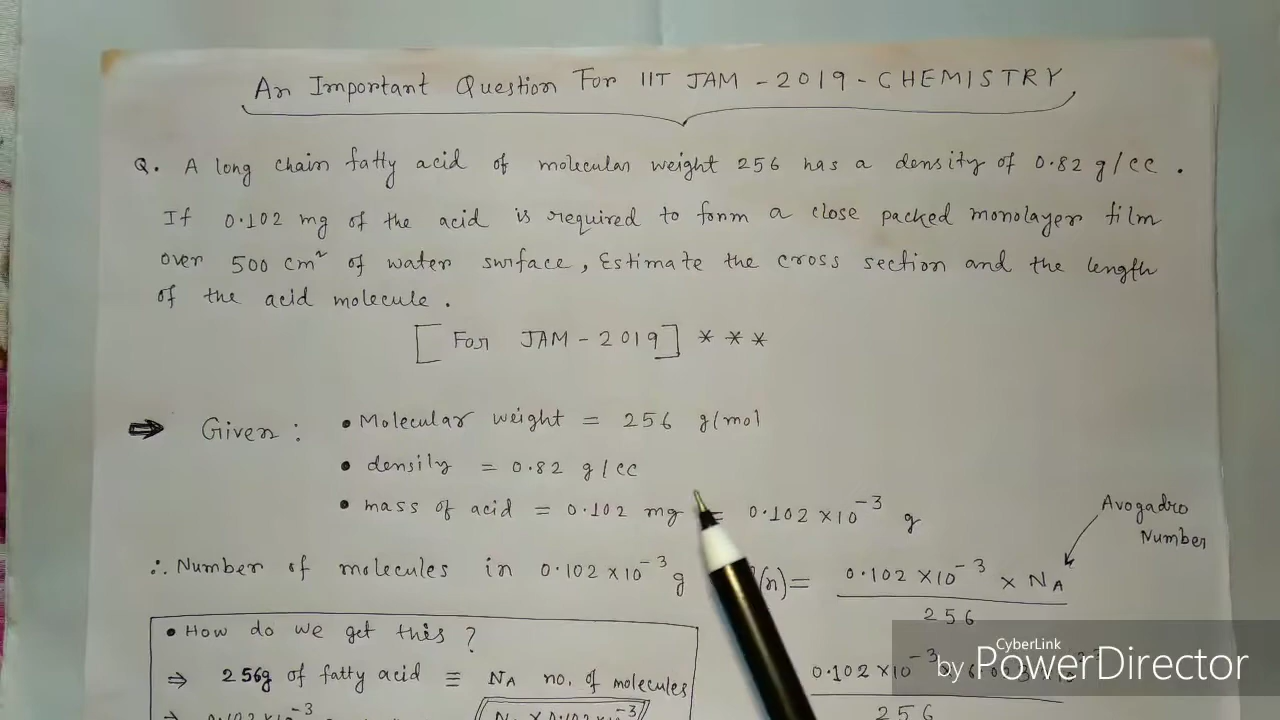 An Important Question For IIT JAM - 2019 - CHEMISTRY
Q. A long chain fatty acid of molecular weight 256 has a density of 0.82 g/cc .
If 0.102 mg of the acid is required to form a close packed monolayer film
over 500 cm² of water surface, Estimate the cross section and the length
of the acid molecule .
[For JAM - 2019] * * *
⇒ Given : • Molecular weight = 256 g/mol
• density = 0.82 g/cc
• mass of acid = 0.102 mg = 0.102 ×10⁻³ g
Avogadro
Number
∴ Number of molecules in 0.102 ×10⁻³ g (n) = 0.102 ×10⁻³ × NA
256
• How do we get this ?
⇒ 256g of fatty acid ≡ NA no. of molecules
0.102 ×10⁻³
256
CyberLink
by PowerDirector